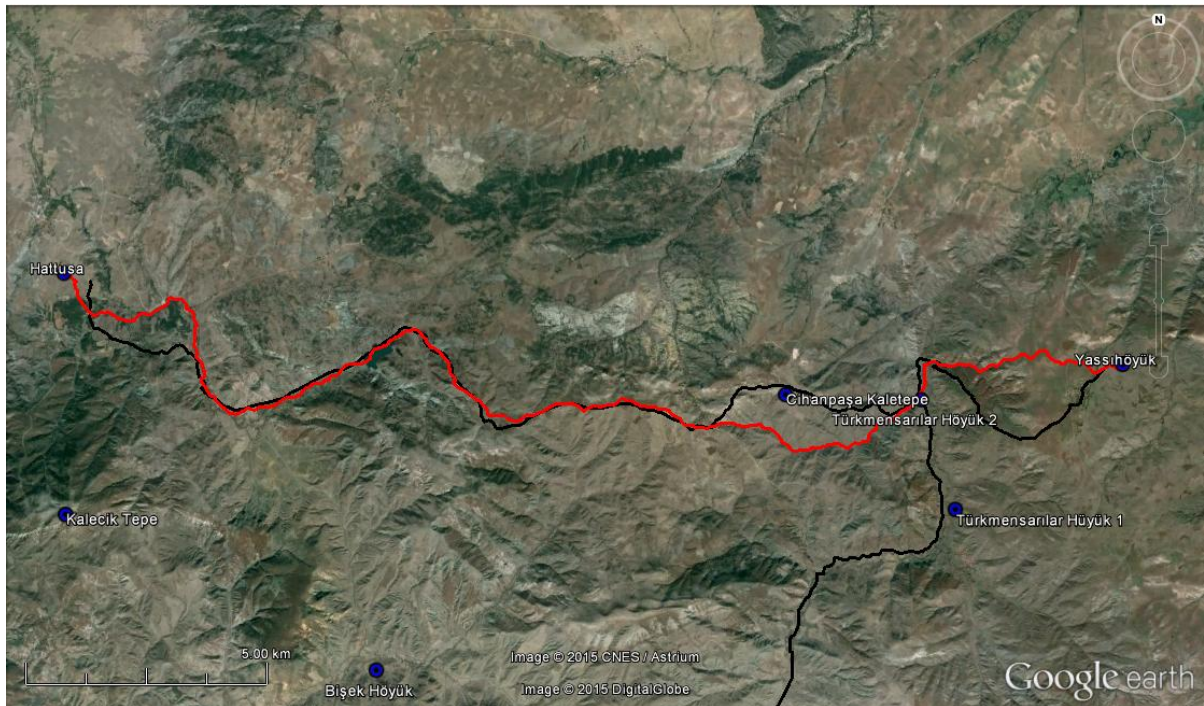 N
Hattusa
Yassıhöyük
Cihanpaşa Kaletepe
Türkmensarılar Höyük 2
Kalecik Tepe
Türkmensarılar Hüyük 1
5.00 km
Image © 2015 CNES / Astrium
Bişek Höyük
Image © 2015 DigitalGlobe
Google earth